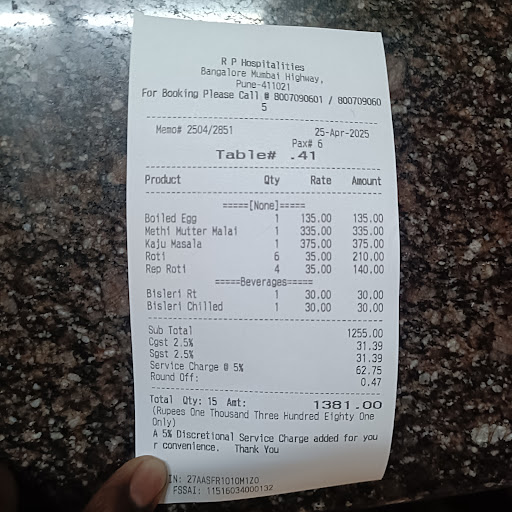 R P Hospitalities
Bangalore Mumbai Highway,
Pune-411021
For Booking Please Call # 8007090601 / 800709060
5
Memo# 2504/2851 25-Apr-2025
Pax# 6
Table# .41
Product Qty Rate Amount
=====[None]=====
Boiled Egg 1 135.00 135.00
Methi Mutter Malai 1 335.00 335.00
Kaju Masala 1 375.00 375.00
Roti 6 35.00 210.00
Rep Roti 4 35.00 140.00
=====Beverages=====
Bisleri Rt 1 30.00 30.00
Bisleri Chilled 1 30.00 30.00
Sub Total 1255.00
Cgst 2.5% 31.39
Sgst 2.5% 31.39
Service Charge @ 5% 62.75
Round Off: 0.47
Total Qty: 15 Amt: 1381.00
(Rupees One Thousand Three Hundred Eighty One
Only)
A 5% Discretional Service Charge added for you
r convenience. Thank You
IN: 27AASFR1010M1Z0
FSSAI: 11516034000132